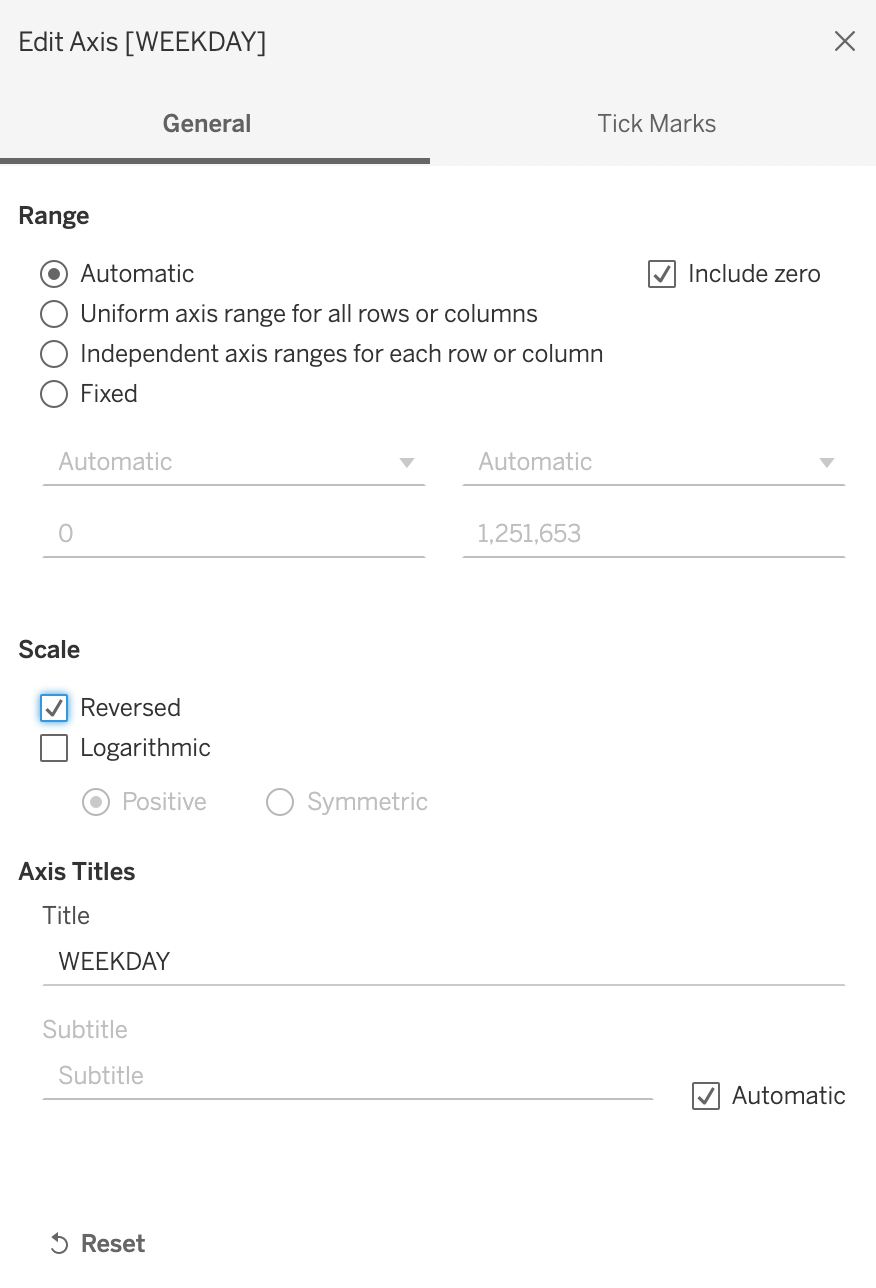 Edit Axis [WEEKDAY]
General
Tick Marks
Range
Automatic
Include zero
Uniform axis range for all rows or columns
Independent axis ranges for each row or column
Fixed
Automatic
Automatic
0
1,251,653
Scale
Reversed
Logarithmic
Positive
Symmetric
Axis Titles
Title
WEEKDAY
Subtitle
Subtitle
Automatic
Reset